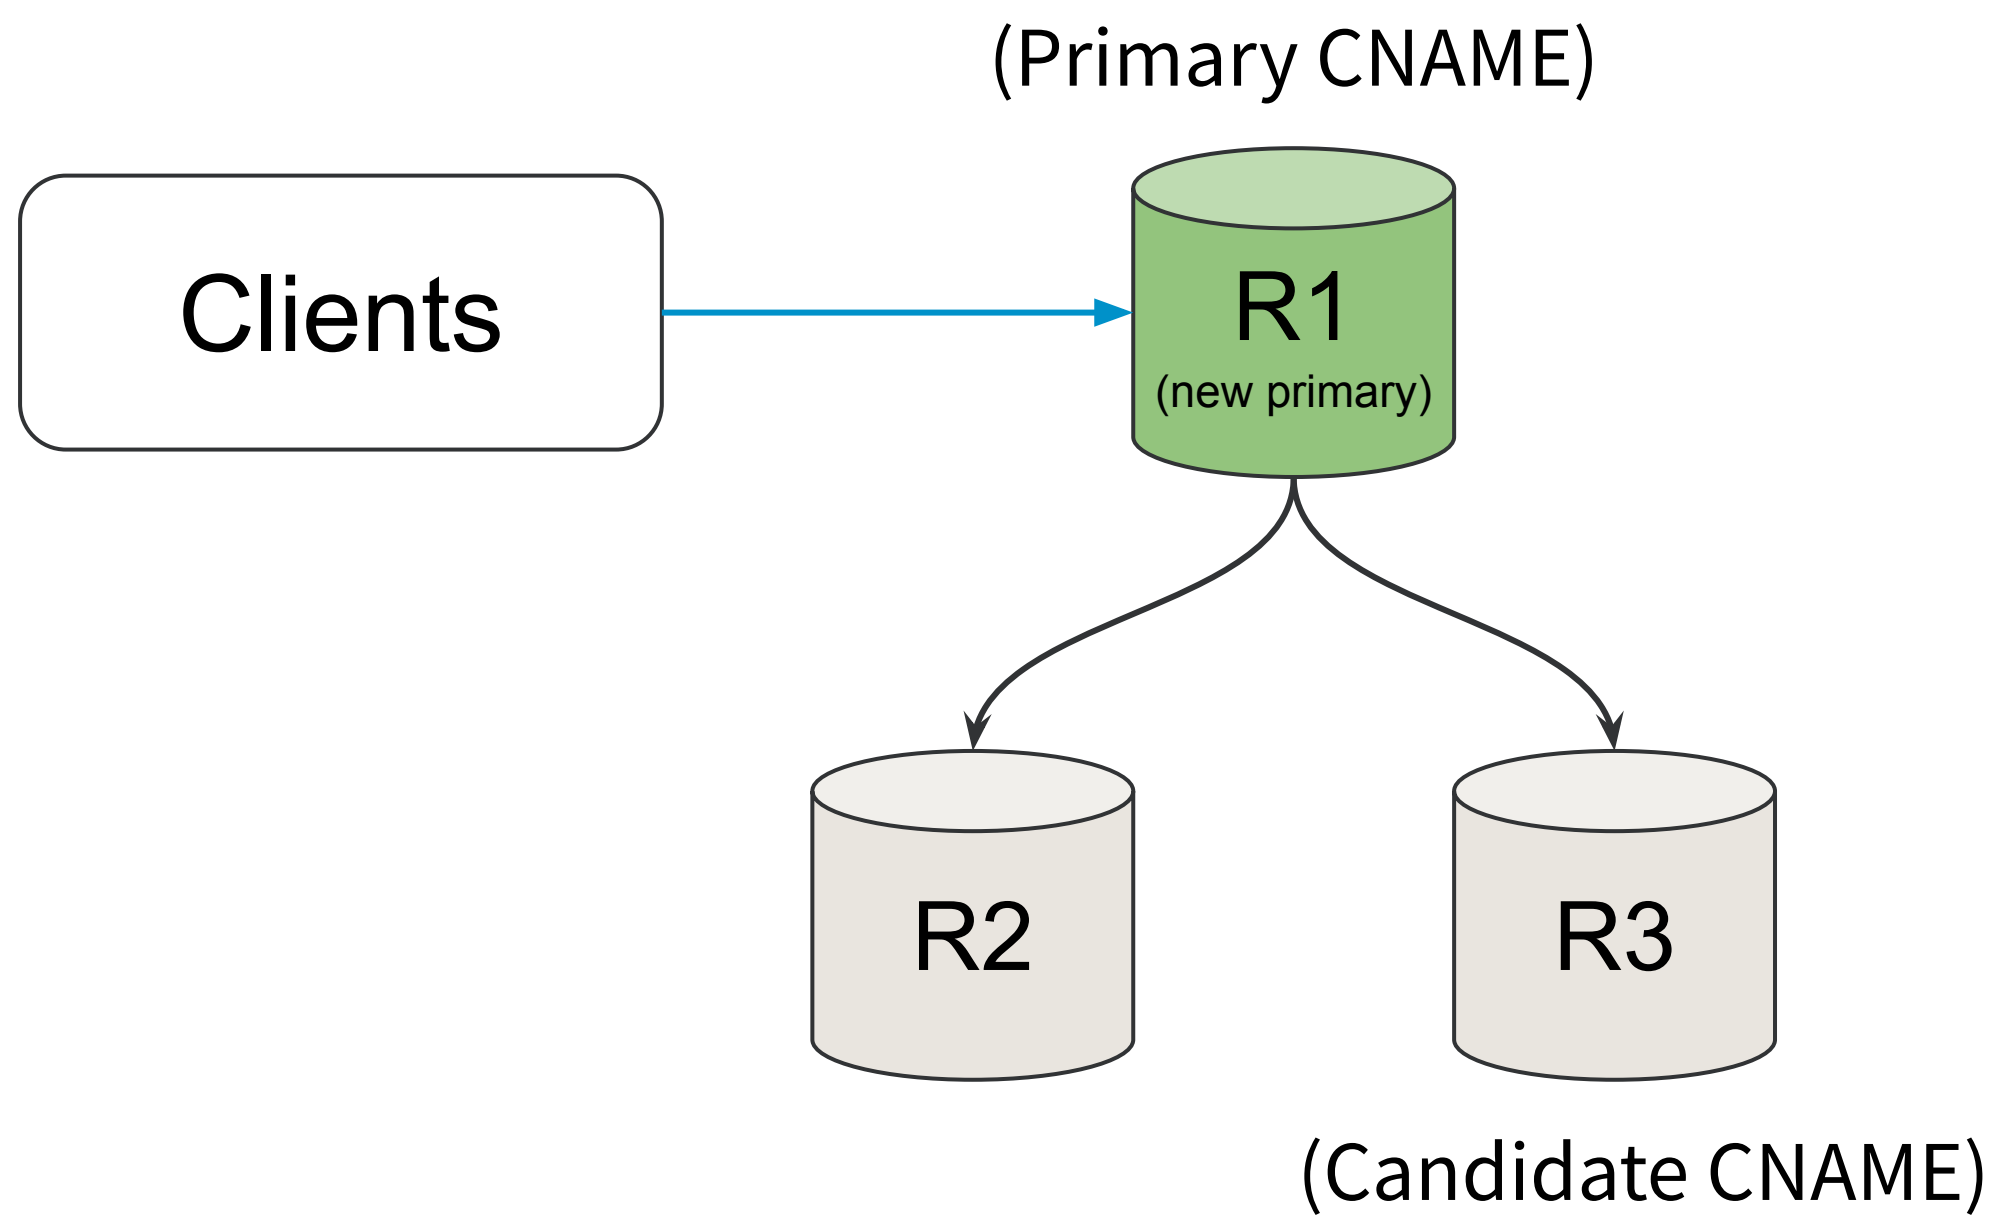 (Primary CNAME)
Clients
R1
(new primary)
R2
R3
(Candidate CNAME)